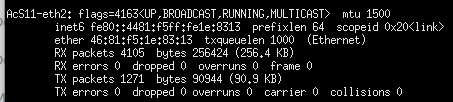 AcS11-eth2: flags=4163<UP,BROADCAST,RUNNING,MULTICAST>  mtu 1500
inet6 fe80::4481:f5ff:fe1e:8313  prefixlen 64  scopeid 0x20<link>
ether 46:81:f5:1e:83:13  txqueuelen 1000  (Ethernet)
RX packets 4105  bytes 256424 (256.4 KB)
RX errors 0  dropped 0  overruns 0  frame 0
TX packets 1271  bytes 90944 (90.9 KB)
TX errors 0  dropped 0 overruns 0  carrier 0  collisions 0